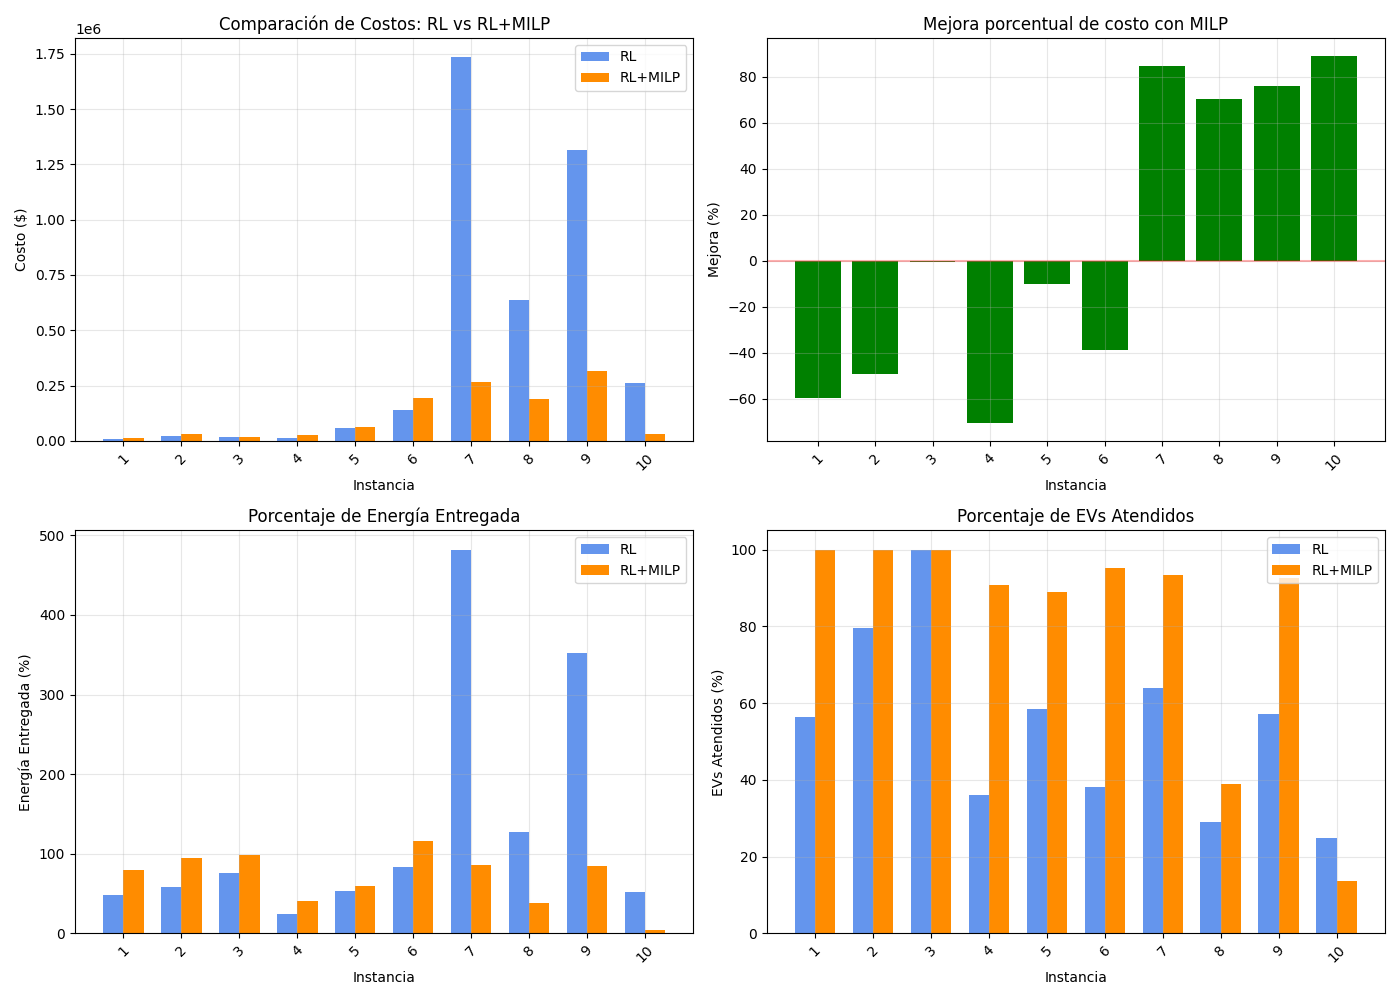 Comparación de Costos: RL vs RL+MILP
1e6
1.75
1.50
1.25
1.00
0.75
0.50
0.25
0.00
Costo ($)
RL
RL+MILP
1 2 3 4 5 6 7 8 9 10
Instancia
Mejora porcentual de costo con MILP
80
60
40
20
0
−20
−40
−60
Mejora (%)
1 2 3 4 5 6 7 8 9 10
Instancia
Porcentaje de Energía Entregada
500
400
300
200
100
0
Energía Entregada (%)
RL
RL+MILP
1 2 3 4 5 6 7 8 9 10
Instancia
Porcentaje de EVs Atendidos
100
80
60
40
20
0
EVs Atendidos (%)
RL
RL+MILP
1 2 3 4 5 6 7 8 9 10
Instancia